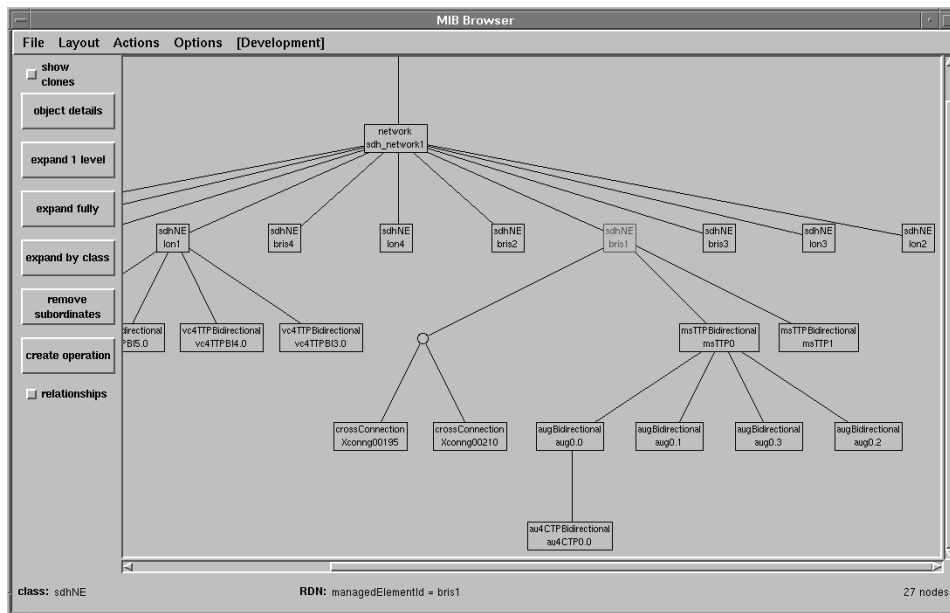 MIB Browser
File Layout Actions Options [Development]
show
clones
object details
expand 1 level
expand fully
expand by class
remove
subordinates
create operation
relationships
network
sdh_network1
sdhNE
lon1
sdhNE
bris4
sdhNE
lon4
sdhNE
bris2
sdhNE
bris1
sdhNE
bris3
sdhNE
lon3
sdhNE
lon2
directional
PBI5.0
vc4TTPBidirectional
vc4TTPBI4.0
vc4TTPBidirectional
vc4TTPBI3.0
msTTPBidirectional
msTTP0
msTTPBidirectional
msTTP1
crossConnection
Xconng00195
crossConnection
Xconng00210
augBidirectional
aug0.0
augBidirectional
aug0.1
augBidirectional
aug0.3
augBidirectional
aug0.2
au4CTPBidirectional
au4CTP0.0
class: sdhNE RDN: managedElementId = bris1 27 nodes